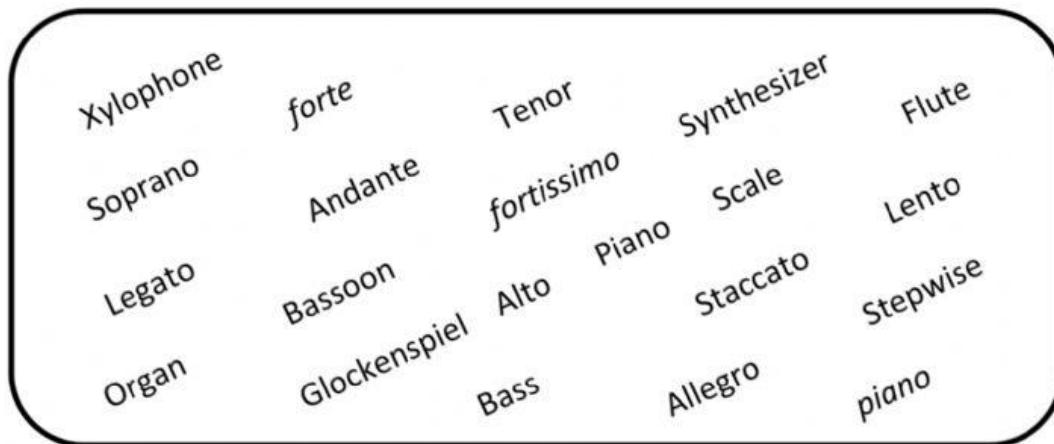 Xylophone
forte
Tenor
Synthesizer
Flute
Soprano
Andante
fortissimo
Scale
Lento
Legato
Bassoon
Alto
Piano
Staccato
Stepwise
Organ
Glockenspiel
Bass
Allegro
piano